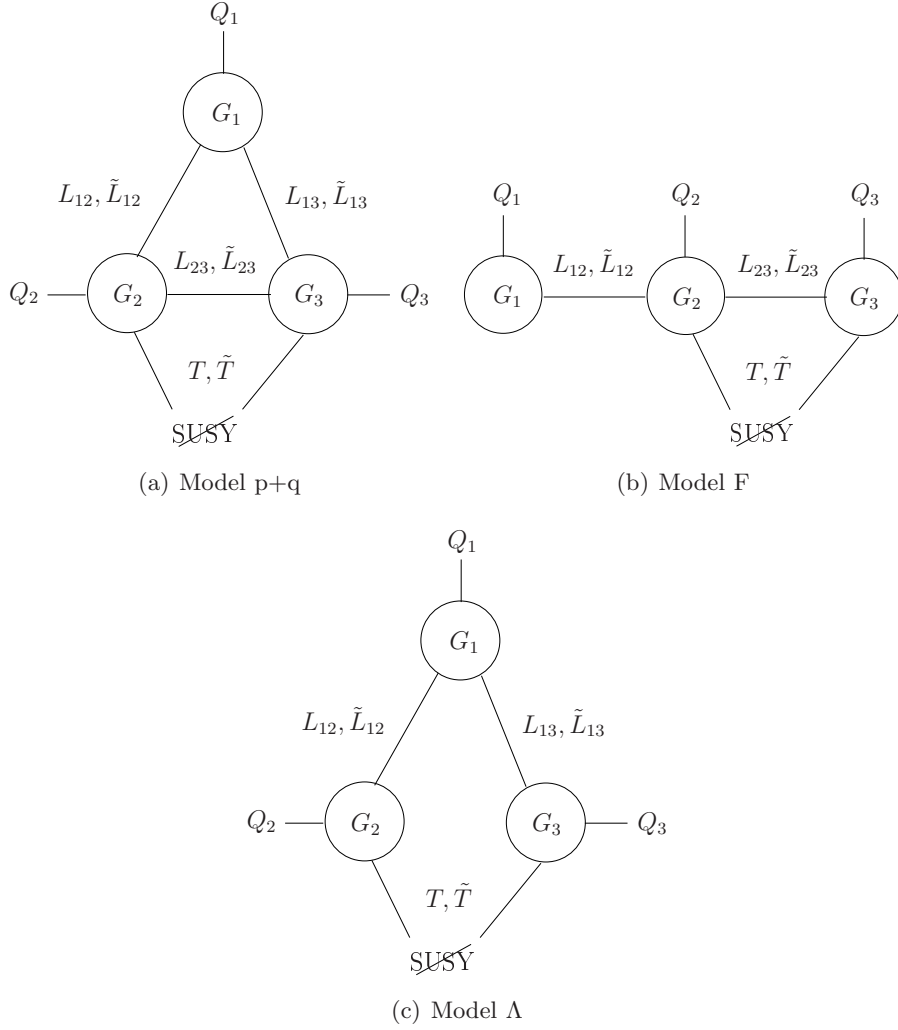 Q₁
G₁
L₁₂, L̃₁₂
L₁₃, L̃₁₃
L₂₃, L̃₂₃
Q₂
G₂
G₃
Q₃
T, T̃
SUSY
(a) Model p+q
Q₁
Q₂
Q₃
L₁₂, L̃₁₂
L₂₃, L̃₂₃
G₁
G₂
G₃
T, T̃
SUSY
(b) Model F
Q₁
G₁
L₁₂, L̃₁₂
L₁₃, L̃₁₃
Q₂
G₂
G₃
Q₃
T, T̃
SUSY
(c) Model Λ